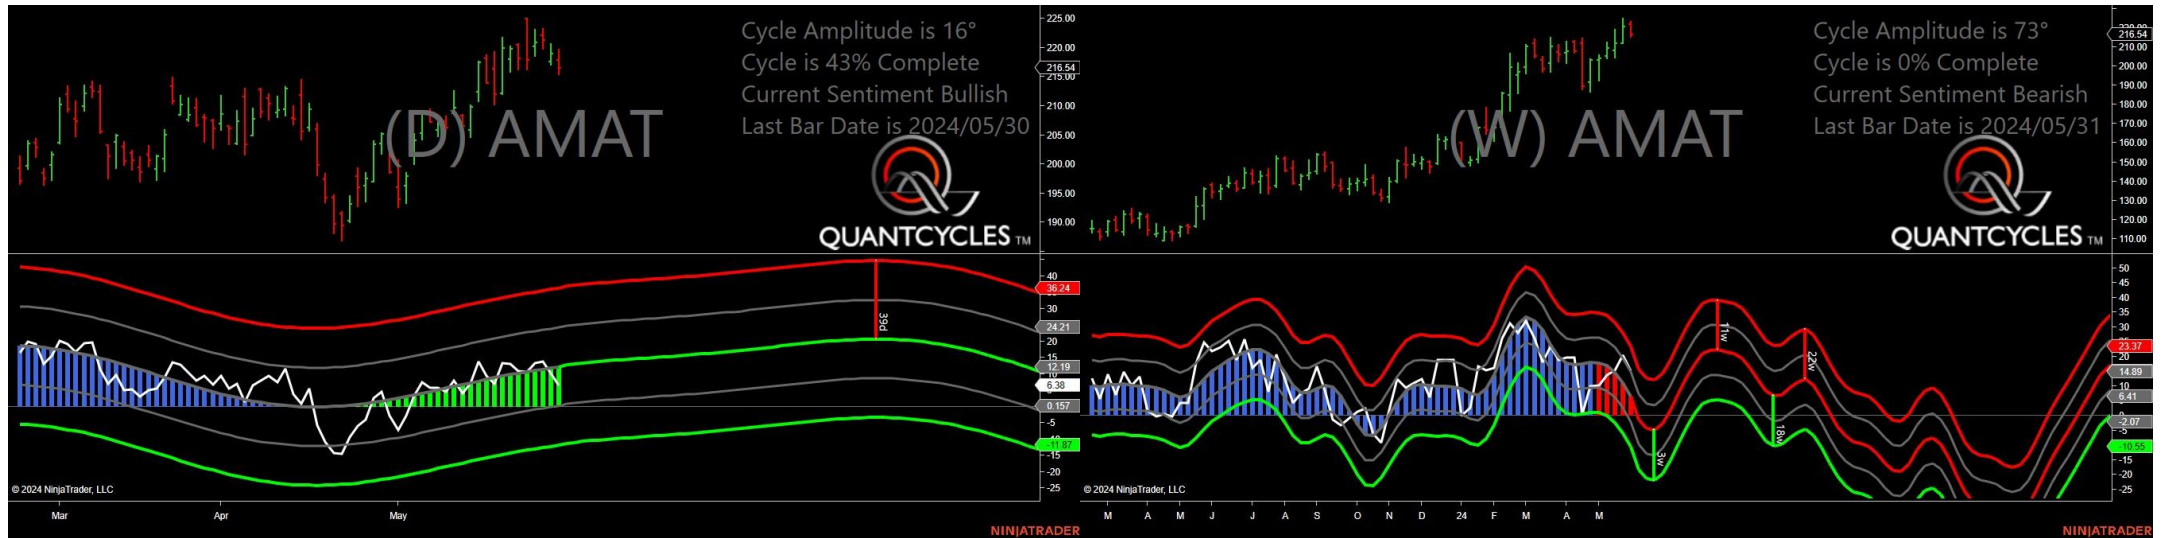 Cycle Amplitude is 16°
Cycle is 43% Complete
Current Sentiment Bullish
Last Bar Date is 2024/05/30
(D) AMAT
QUANTCYCLES TM
225.00
220.00
216.54
215.00
210.00
205.00
200.00
195.00
190.00
39d
40
36.24
30
24.21
20
15
12.19
6.38
0.157
-5
-11.87
-15
-20
-25
© 2024 NinjaTrader, LLC
Mar Apr May
NINJATRADER
Cycle Amplitude is 73°
Cycle is 0% Complete
Current Sentiment Bearish
Last Bar Date is 2024/05/31
(W) AMAT
QUANTCYCLES TM
216.54
210.00
200.00
190.00
180.00
170.00
160.00
150.00
140.00
130.00
120.00
110.00
11w
22w
3w
18w
50
45
40
35
30
23.37
20
14.89
10
6.41
-2.07
-5
-10.55
-15
-20
-25
© 2024 NinjaTrader, LLC
M A M J J A S O N D 24 F M A M
NINJATRADER